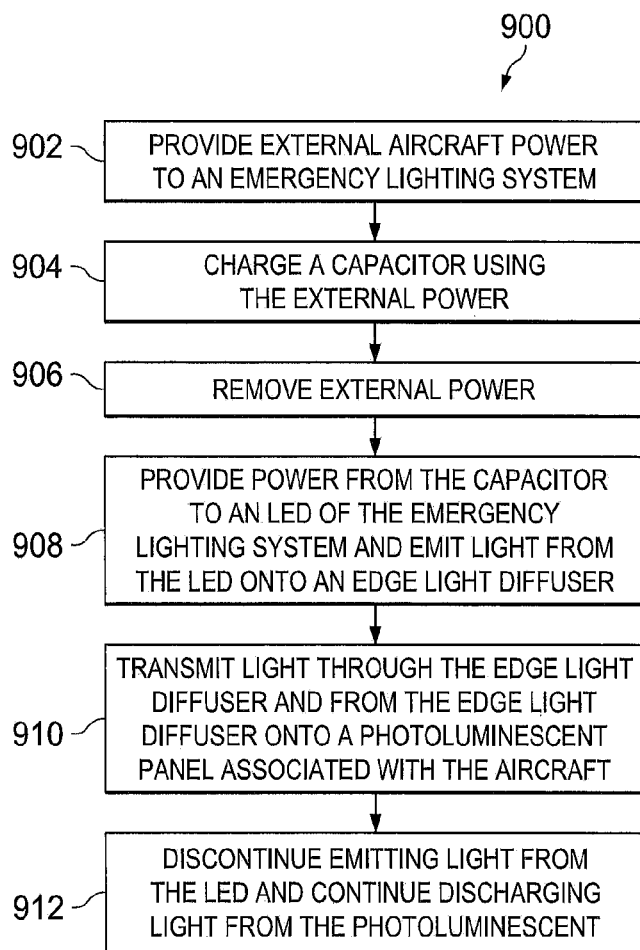 900
902
PROVIDE EXTERNAL AIRCRAFT POWER
TO AN EMERGENCY LIGHTING SYSTEM
904
CHARGE A CAPACITOR USING
THE EXTERNAL POWER
906
REMOVE EXTERNAL POWER
908
PROVIDE POWER FROM THE CAPACITOR
TO AN LED OF THE EMERGENCY
LIGHTING SYSTEM AND EMIT LIGHT FROM
THE LED ONTO AN EDGE LIGHT DIFFUSER
910
TRANSMIT LIGHT THROUGH THE EDGE LIGHT
DIFFUSER AND FROM THE EDGE LIGHT
DIFFUSER ONTO A PHOTOLUMINESCENT
PANEL ASSOCIATED WITH THE AIRCRAFT
912
DISCONTINUE EMITTING LIGHT FROM
THE LED AND CONTINUE DISCHARGING
LIGHT FROM THE PHOTOLUMINESCENT